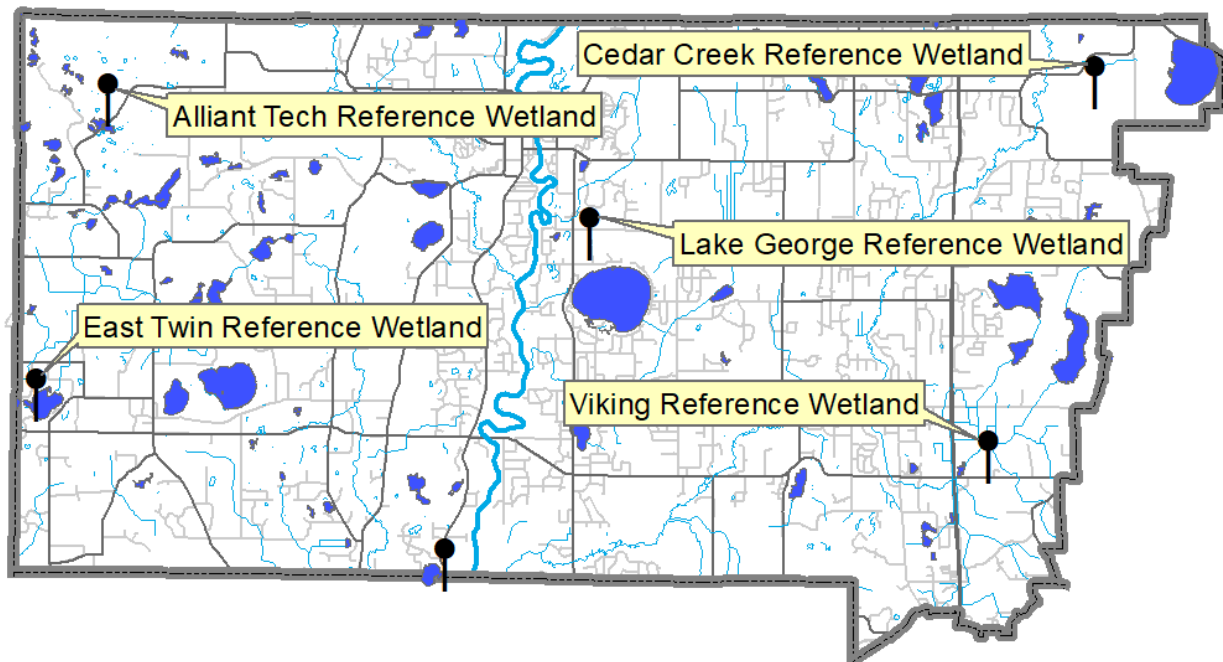 Cedar Creek Reference Wetland
Alliant Tech Reference Wetland
Lake George Reference Wetland
East Twin Reference Wetland
Viking Reference Wetland